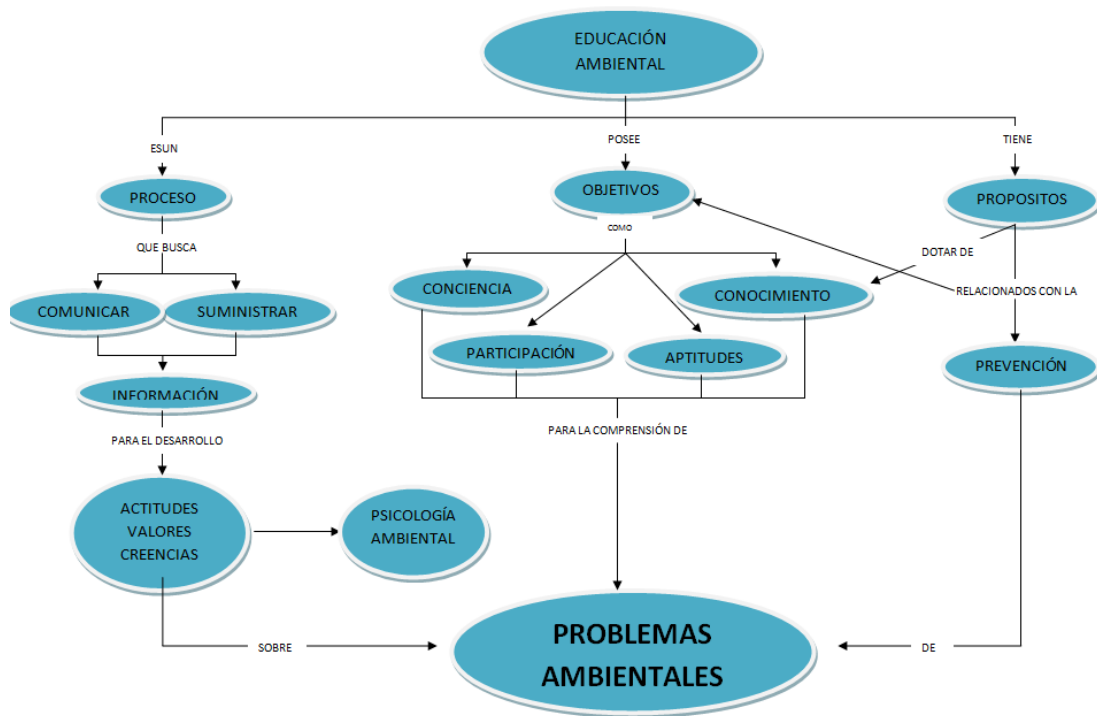 EDUCACIÓN
AMBIENTAL
ESUN
POSEE
TIENE
PROCESO
OBJETIVOS
PROPOSITOS
COMO
QUE BUSCA
DOTAR DE
CONCIENCIA
CONOCIMIENTO
RELACIONADOS CON LA
COMUNICAR
SUMINISTRAR
PARTICIPACIÓN
APTITUDES
PREVENCIÓN
INFORMACIÓN
PARA EL DESARROLLO
PARA LA COMPRENSIÓN DE
ACTITUDES
VALORES
CREENCIAS
PSICOLOGÍA
AMBIENTAL
PROBLEMAS
AMBIENTALES
SOBRE
DE